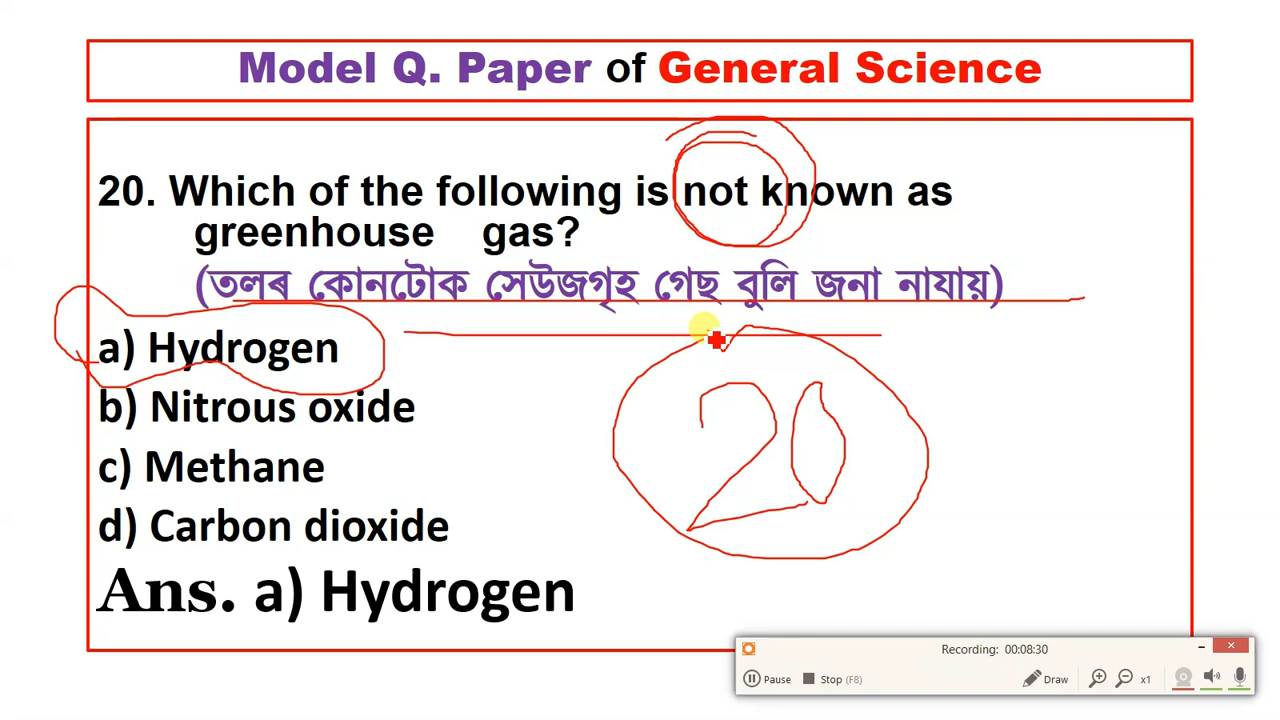 Model Q. Paper of General Science
20. Which of the following is not known as
greenhouse gas?
(তলৰ কোনটোক সেউজগৃহ গেছ বুলি জনা নাযায়)
a) Hydrogen
b) Nitrous oxide
c) Methane
d) Carbon dioxide
Ans. a) Hydrogen
20
Recording: 00:08:30
Pause Stop (F8) Draw x1